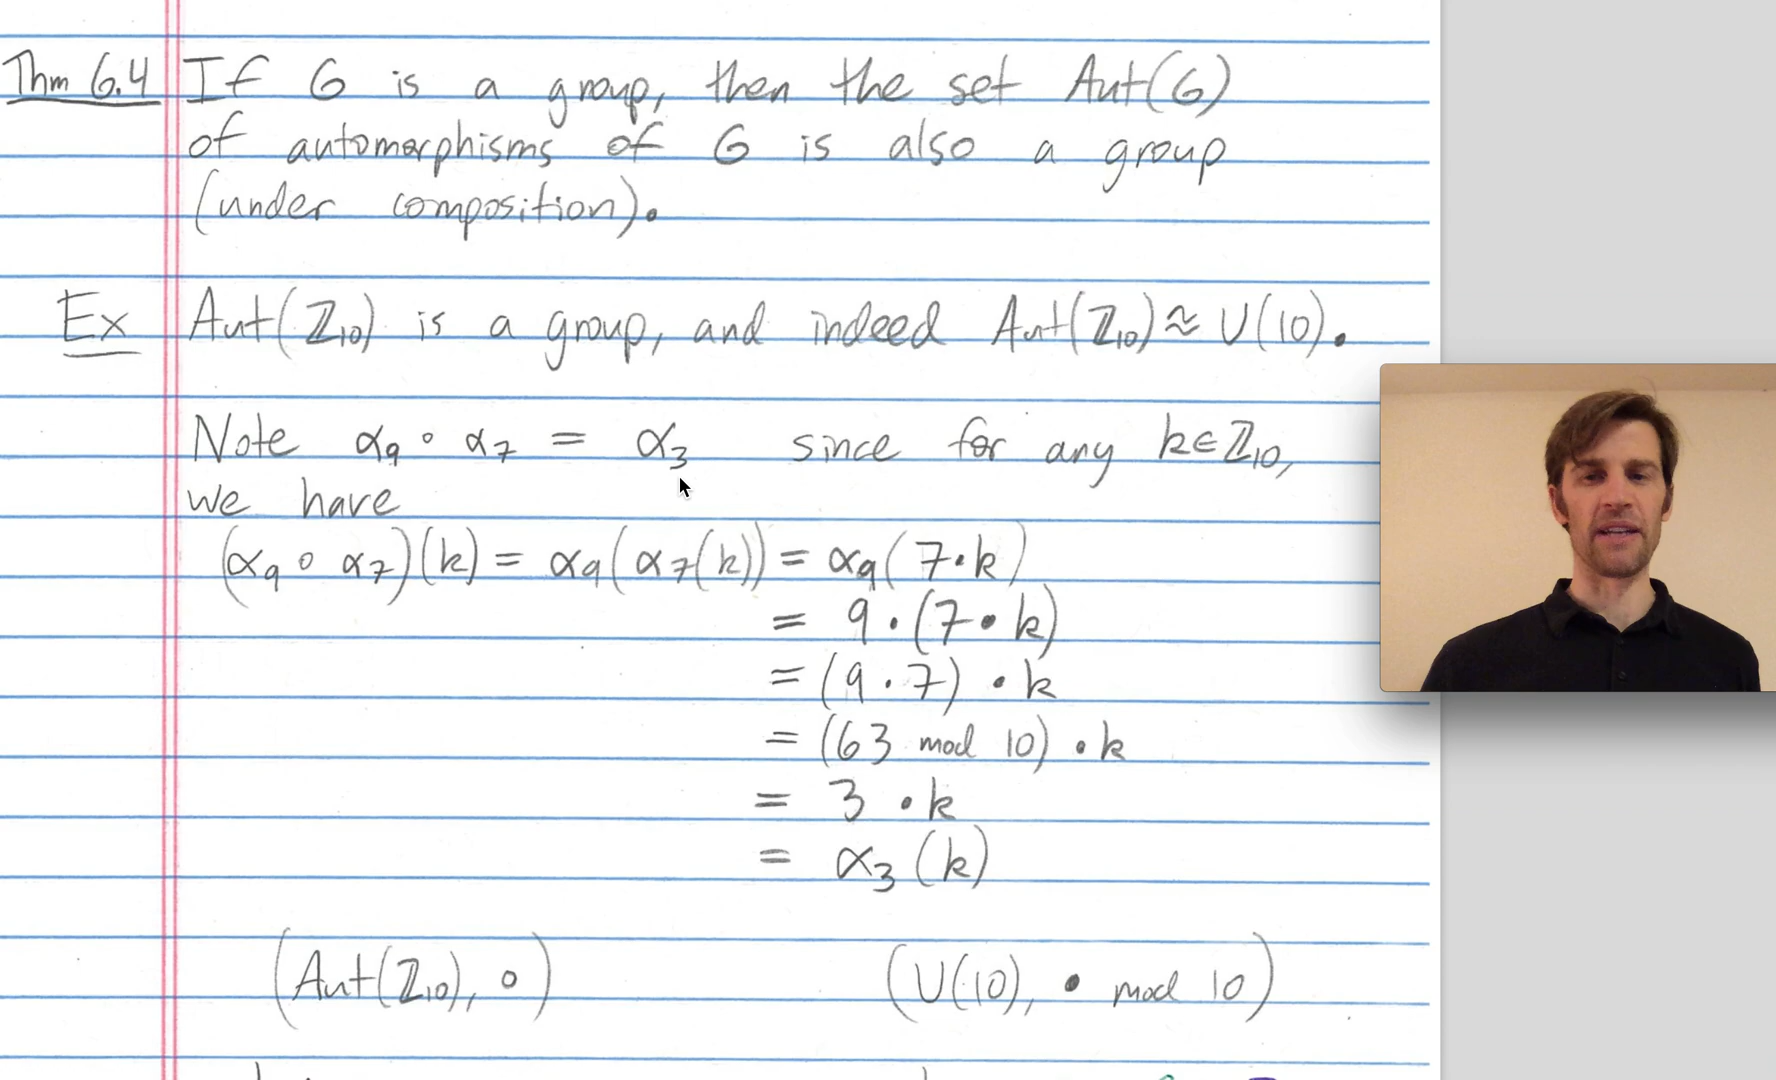 Thm 6.4 If G is a group, then the set Aut(G)
of automorphisms of G is also a group
(under composition).
Ex Aut(ℤ₁₀) is a group, and indeed Aut(ℤ₁₀) ≈ U(10).
Note α₉ ∘ α₇ = α₃ since for any k∈ℤ₁₀,
we have
(α₉ ∘ α₇)(k) = α₉(α₇(k)) = α₉(7·k)
= 9·(7·k)
= (9·7)·k
= (63 mod 10)·k
= 3·k
= α₃(k)
(Aut(ℤ₁₀), ∘) (U(10), · mod 10)